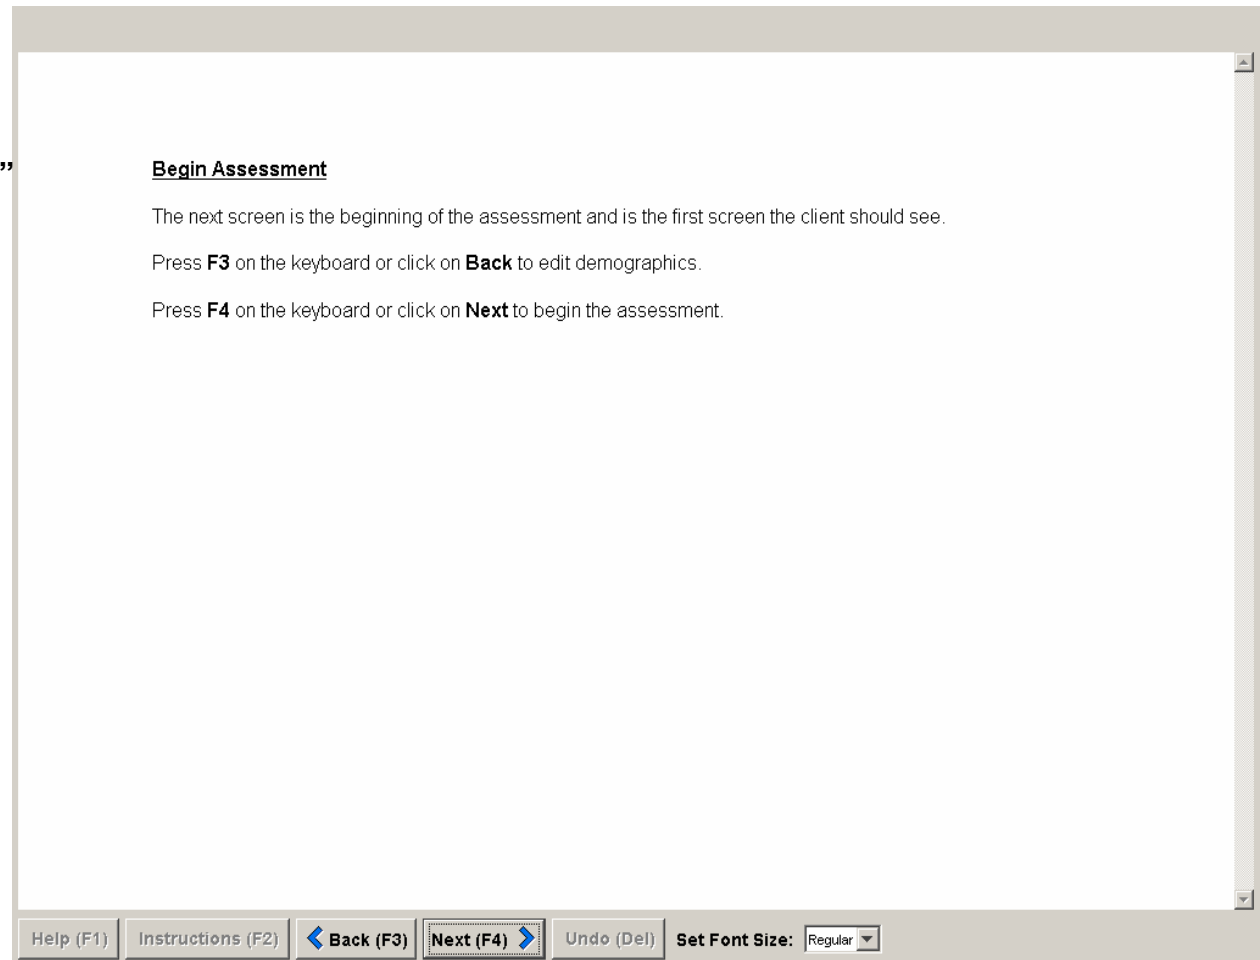 ”
Begin Assessment
The next screen is the beginning of the assessment and is the first screen the client should see.
Press F3 on the keyboard or click on Back to edit demographics.
Press F4 on the keyboard or click on Next to begin the assessment.
Help (F1) Instructions (F2) Back (F3) Next (F4) Undo (Del) Set Font Size: Regular